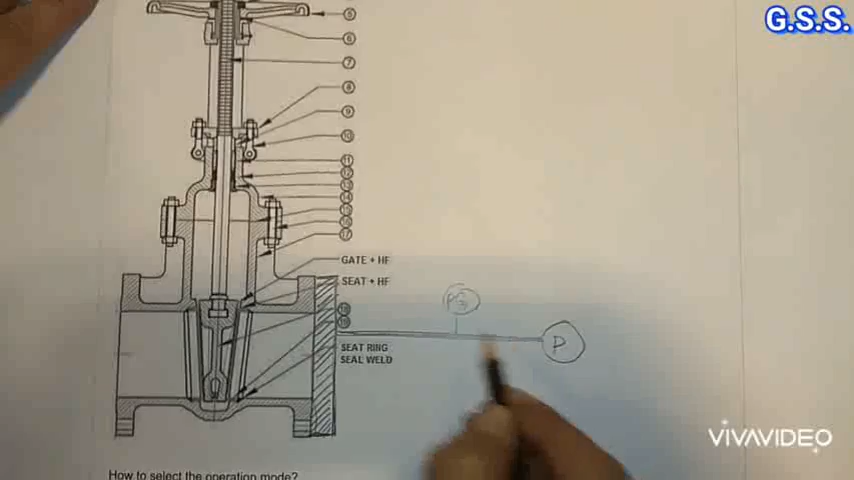 G.S.S.
5
6
7
8
9
10
11
12
13
14
15
16
17
GATE + HF
SEAT + HF
18
19
SEAT RING
SEAL WELD
PG
P
VIVAVIDEO
How to select the operation mode?